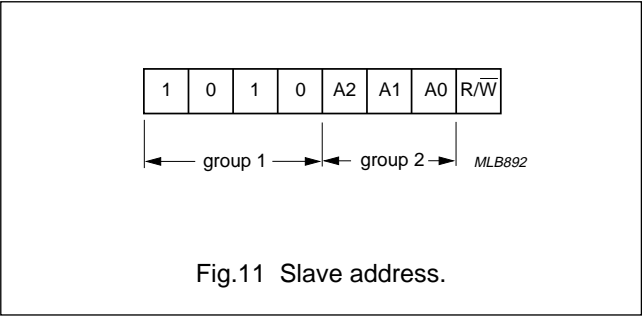 1 0 1 0 A2 A1 A0 R/W̅
group 1 group 2 MLB892
Fig.11 Slave address.